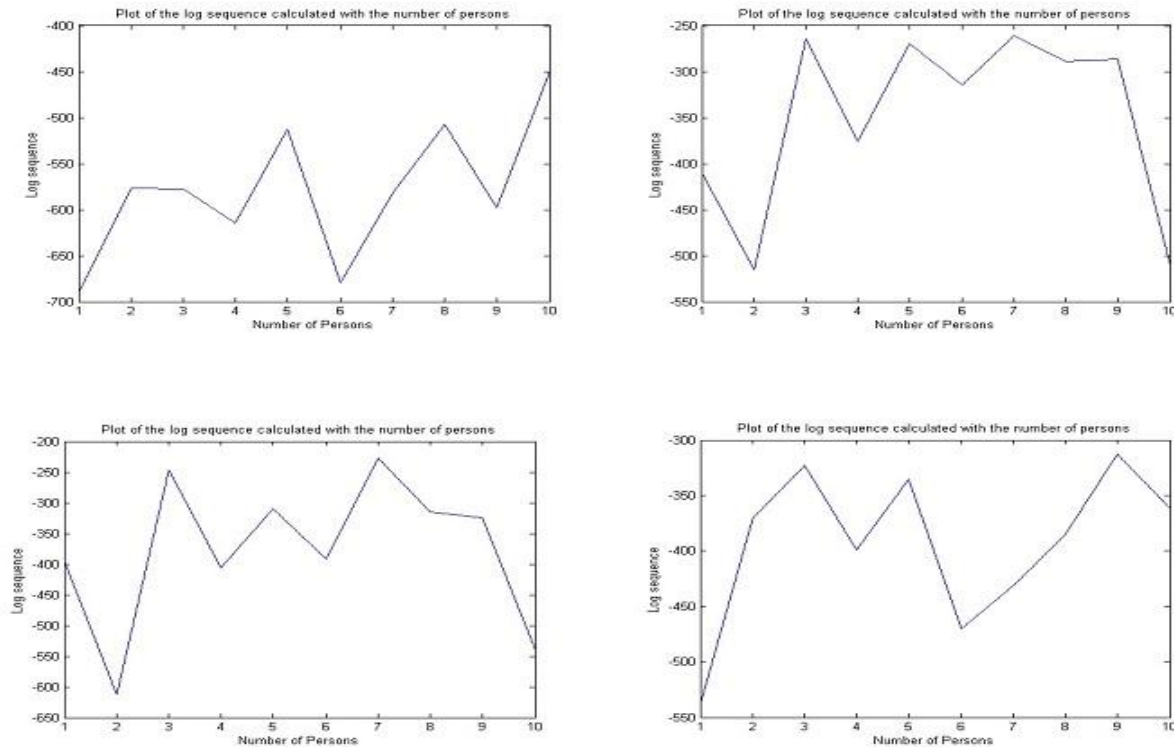 Plot of the log sequence calculated with the number of persons
-400
-450
-500
-550
-600
-650
-700
Log sequence
1 2 3 4 5 6 7 8 9 10
Number of Persons
Plot of the log sequence calculated with the number of persons
-250
-300
-350
-400
-450
-500
-550
Log sequence
1 2 3 4 5 6 7 8 9 10
Number of Persons
Plot of the log sequence calculated with the number of persons
-200
-250
-300
-350
-400
-450
-500
-550
-600
-650
Log sequence
1 2 3 4 5 6 7 8 9 10
Number of Persons
Plot of the log sequence calculated with the number of persons
-300
-350
-400
-450
-500
-550
Log sequence
1 2 3 4 5 6 7 8 9 10
Number of Persons